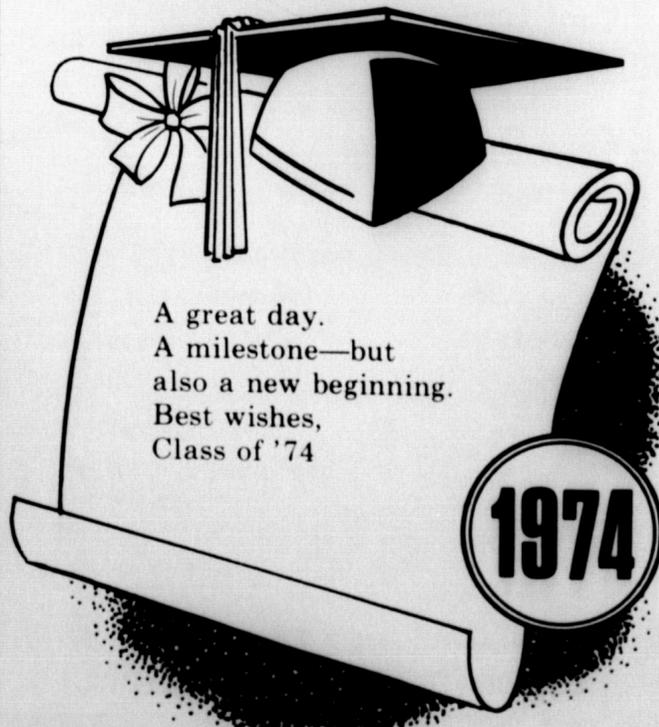 A great day.
A milestone—but
also a new beginning.
Best wishes,
Class of ’74
1974